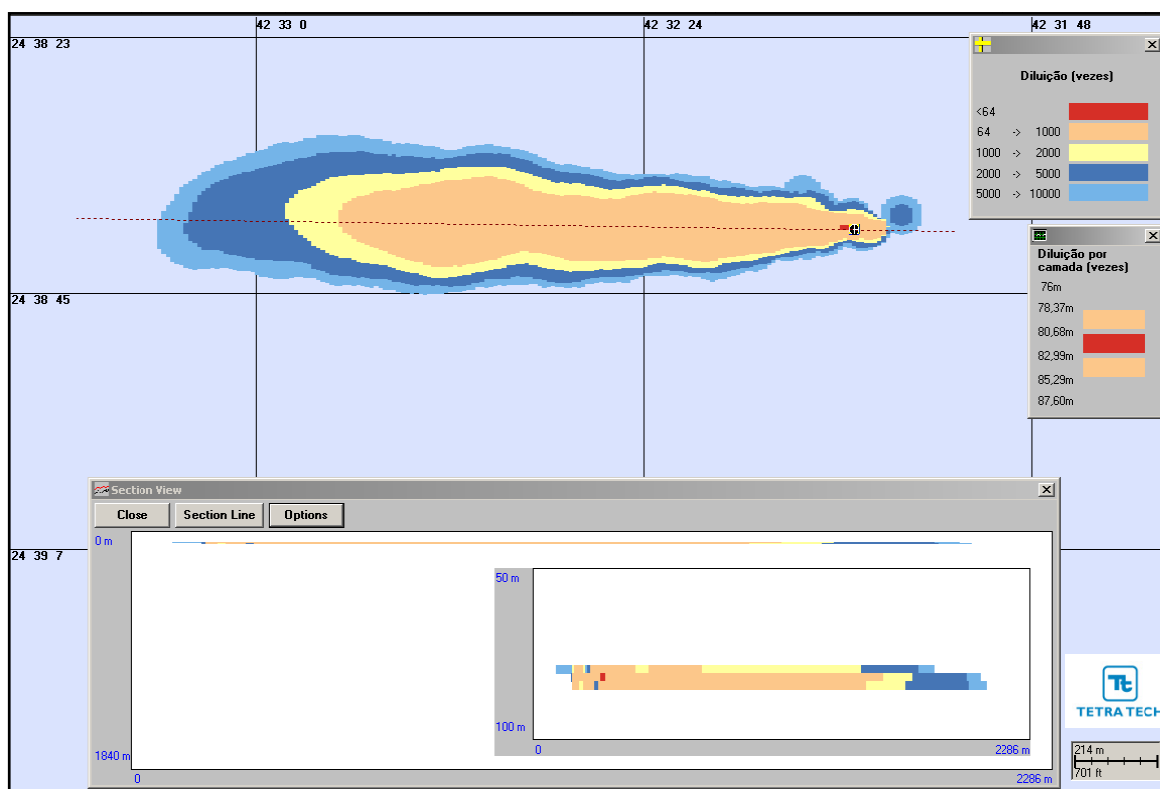 42 33 0
42 32 24
42 31 48
24 38 23
Diluição (vezes)
<64
64 -> 1000
1000 -> 2000
2000 -> 5000
5000 -> 10000
Diluição por
camada (vezes)
76m
78,37m
80,68m
82,99m
85,29m
87,60m
24 38 45
Section View
Close
Section Line
Options
24 39 7
0 m
1840 m
0
2286 m
50 m
100 m
0
2286 m
Tt
TETRA TECH
214 m
701 ft